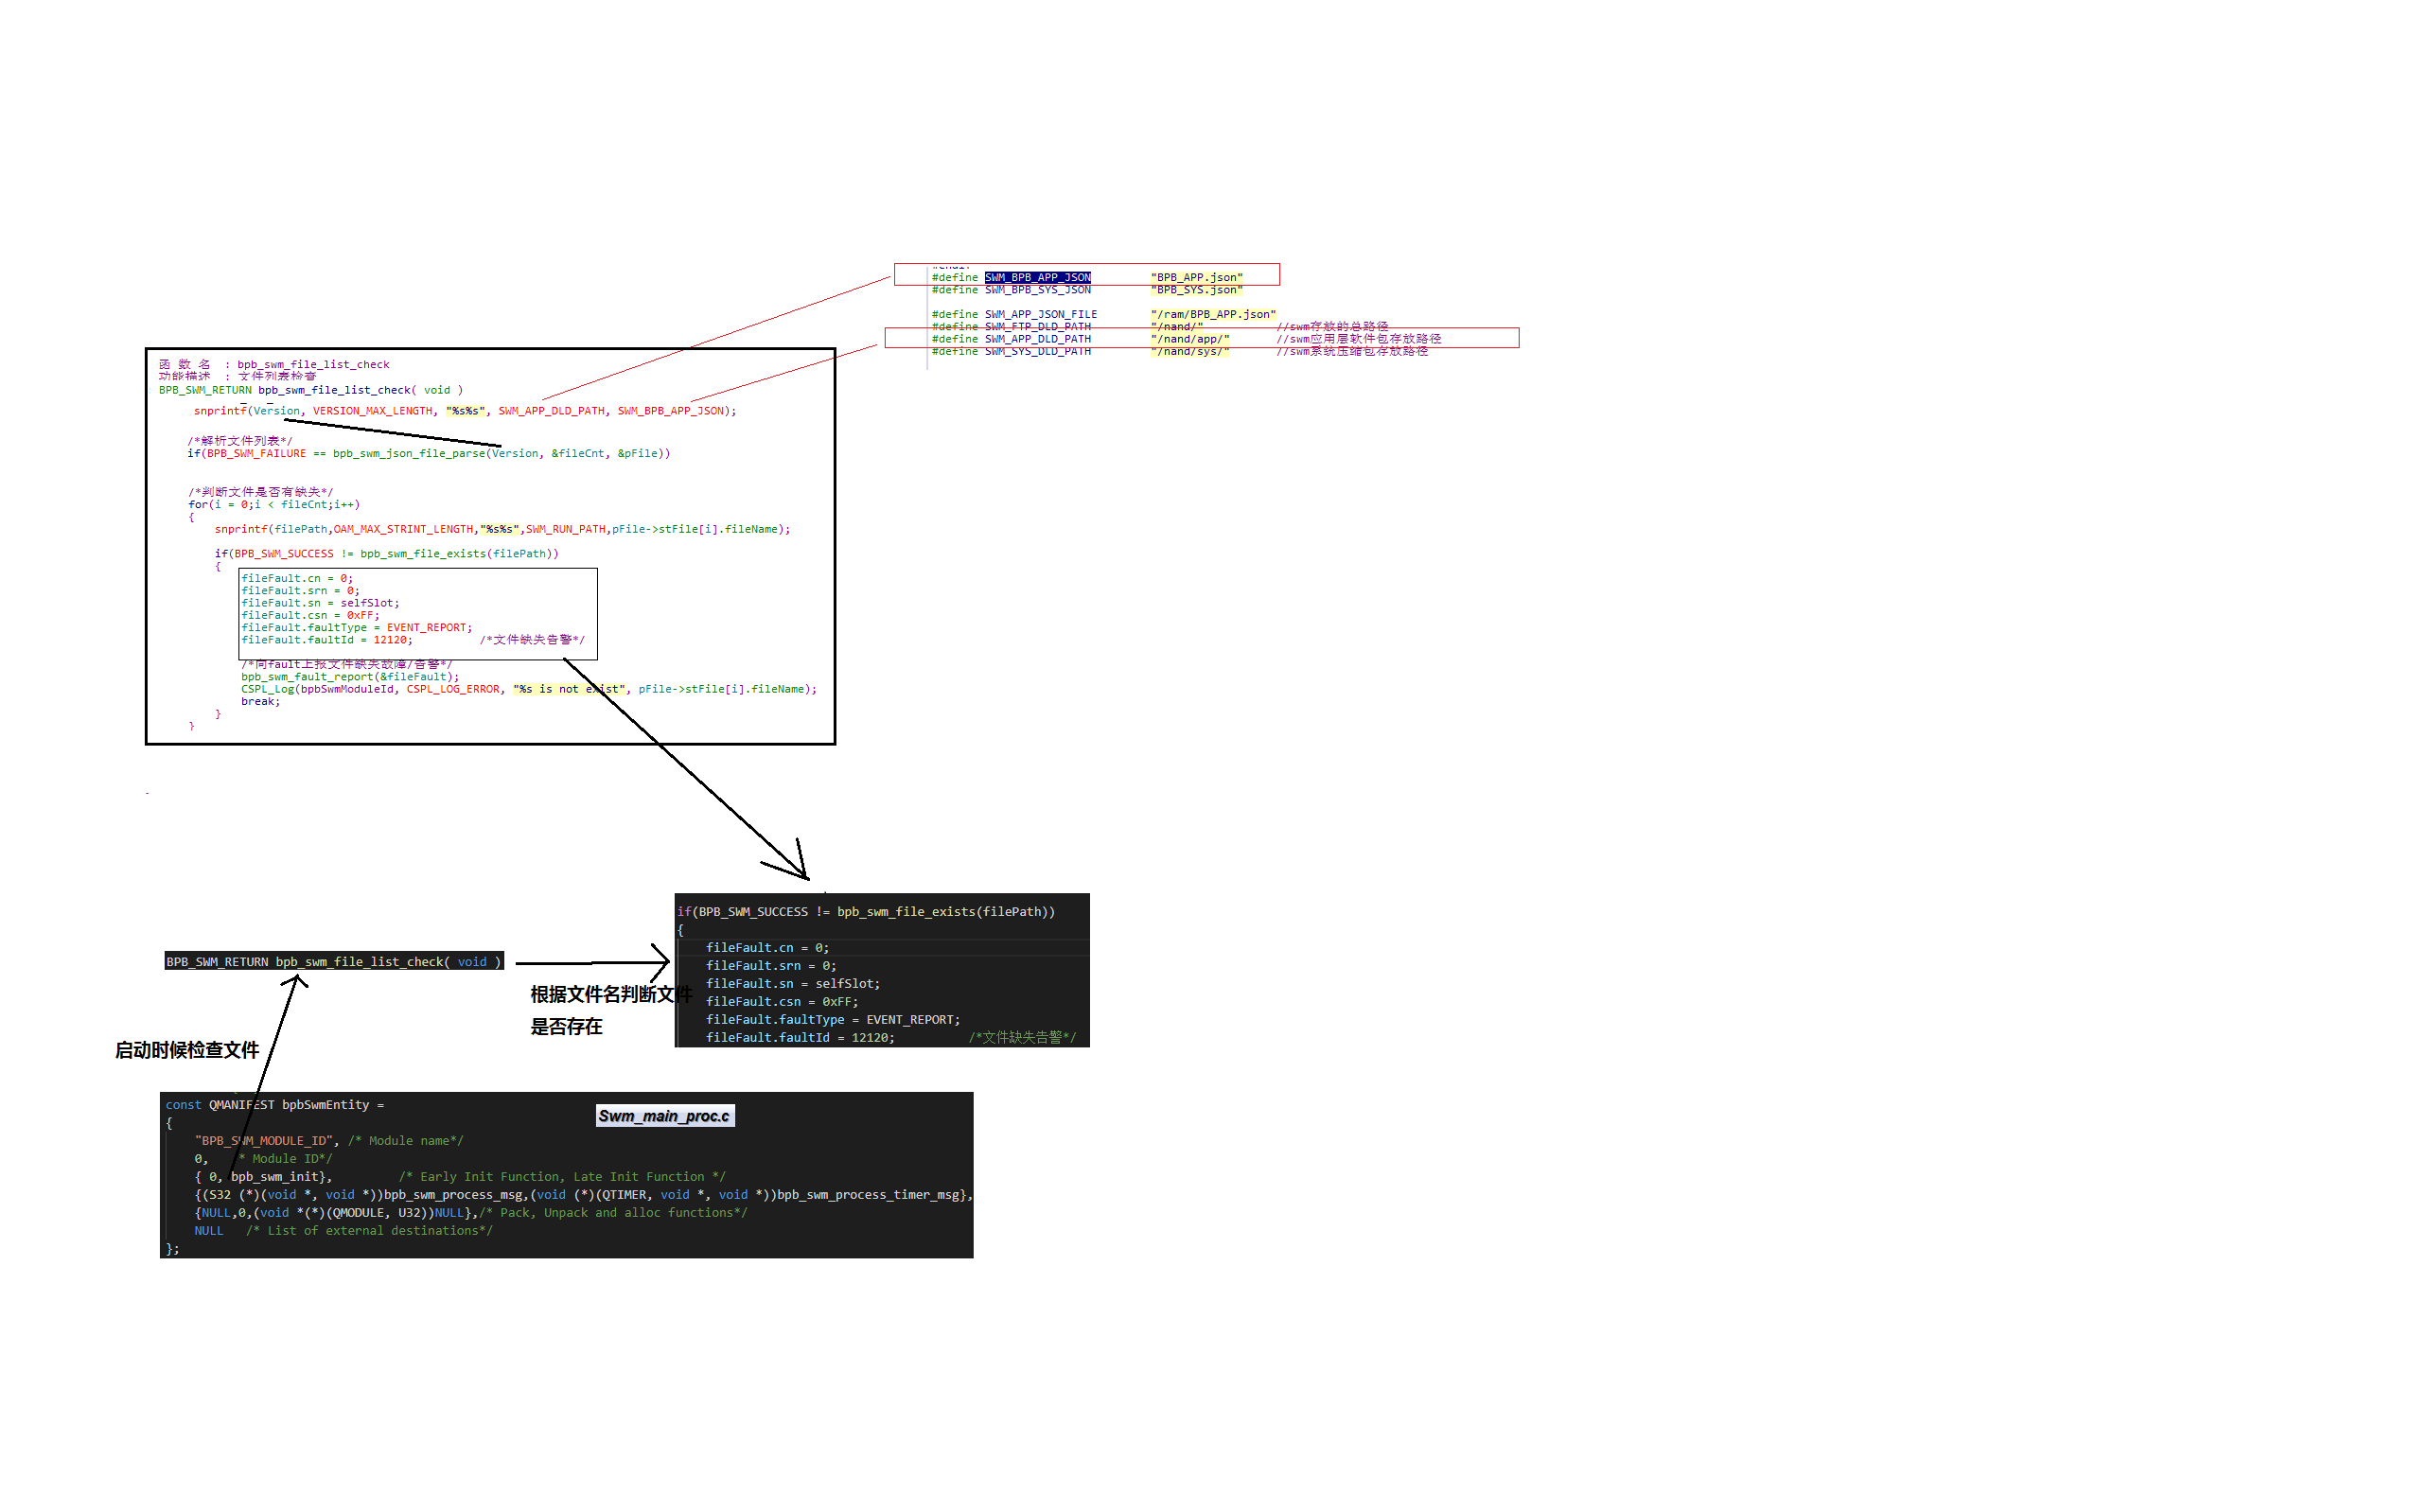 #define SWM_BPB_APP_JSON "BPB_APP.json"
#define SWM_BPB_SYS_JSON "BPB_SYS.json"
#define SWM_APP_JSON_FILE "/ram/BPB_APP.json"
#define SWM_FTP_DLD_PATH "/nand/" //swm存放的总路径
#define SWM_APP_DLD_PATH "/nand/app/" //swm应用层软件包存放路径
#define SWM_SYS_DLD_PATH "/nand/sys/" //swm系统压缩包存放路径
函 数 名 : bpb_swm_file_list_check
功能描述 : 文件列表检查
BPB_SWM_RETURN bpb_swm_file_list_check( void )
snprintf(Version, VERSION_MAX_LENGTH, "%s%s", SWM_APP_DLD_PATH, SWM_BPB_APP_JSON);
/*解析文件列表*/
if(BPB_SWM_FAILURE == bpb_swm_json_file_parse(Version, &fileCnt, &pFile))
/*判断文件是否有缺失*/
for(i = 0;i < fileCnt;i++)
{
snprintf(filePath,OAM_MAX_STRINT_LENGTH,"%s%s",SWM_RUN_PATH,pFile->stFile[i].fileName);
if(BPB_SWM_SUCCESS != bpb_swm_file_exists(filePath))
{
fileFault.cn = 0;
fileFault.srn = 0;
fileFault.sn = selfSlot;
fileFault.csn = 0xFF;
fileFault.faultType = EVENT_REPORT;
fileFault.faultId = 12120; /*文件缺失告警*/
/*向fault上报文件缺失故障/告警*/
bpb_swm_fault_report(&fileFault);
CSPL_Log(bpbSwmModuleId, CSPL_LOG_ERROR, "%s is not exist", pFile->stFile[i].fileName);
break;
}
}
if(BPB_SWM_SUCCESS != bpb_swm_file_exists(filePath))
{
fileFault.cn = 0;
fileFault.srn = 0;
fileFault.sn = selfSlot;
fileFault.csn = 0xFF;
fileFault.faultType = EVENT_REPORT;
fileFault.faultId = 12120; /*文件缺失告警*/
BPB_SWM_RETURN bpb_swm_file_list_check( void )
根据文件名判断文件
是否存在
启动时候检查文件
const QMANIFEST bpbSwmEntity =
Swm_main_proc.c
{
"BPB_SWM_MODULE_ID", /* Module name*/
0, * Module ID*/
{ 0, bpb_swm_init}, /* Early Init Function, Late Init Function */
{(S32 (*)(void *, void *))bpb_swm_process_msg,(void (*)(QTIMER, void *, void *))bpb_swm_process_timer_msg},
{NULL,0,(void *(*)(QMODULE, U32))NULL},/* Pack, Unpack and alloc functions*/
NULL /* List of external destinations*/
};